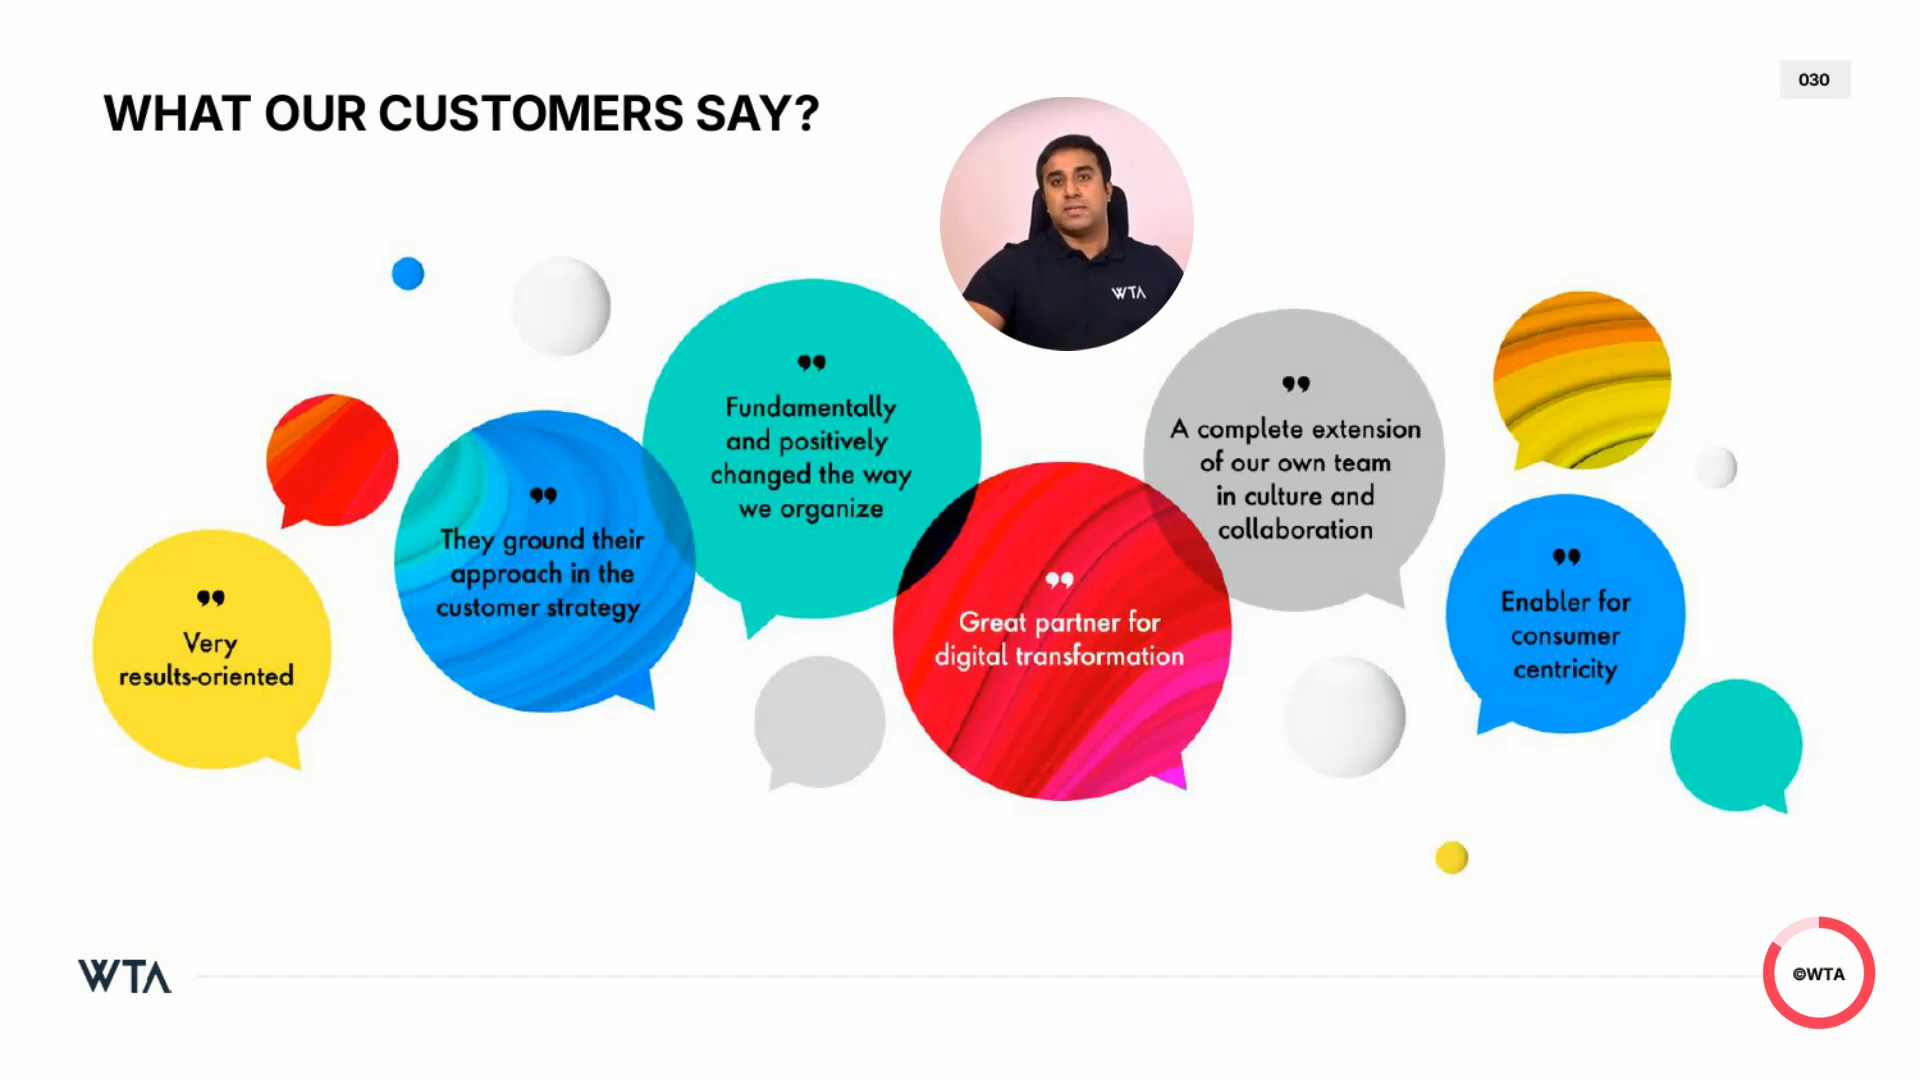 030
WHAT OUR CUSTOMERS SAY?
WTA
”
Fundamentally
and positively
changed the way
we organize
”
A complete extension
of our own team
in culture and
collaboration
”
They ground their
approach in the
customer strategy
”
Great partner for
digital transformation
”
Enabler for
consumer
centricity
”
Very
results-oriented
WTA
©WTA